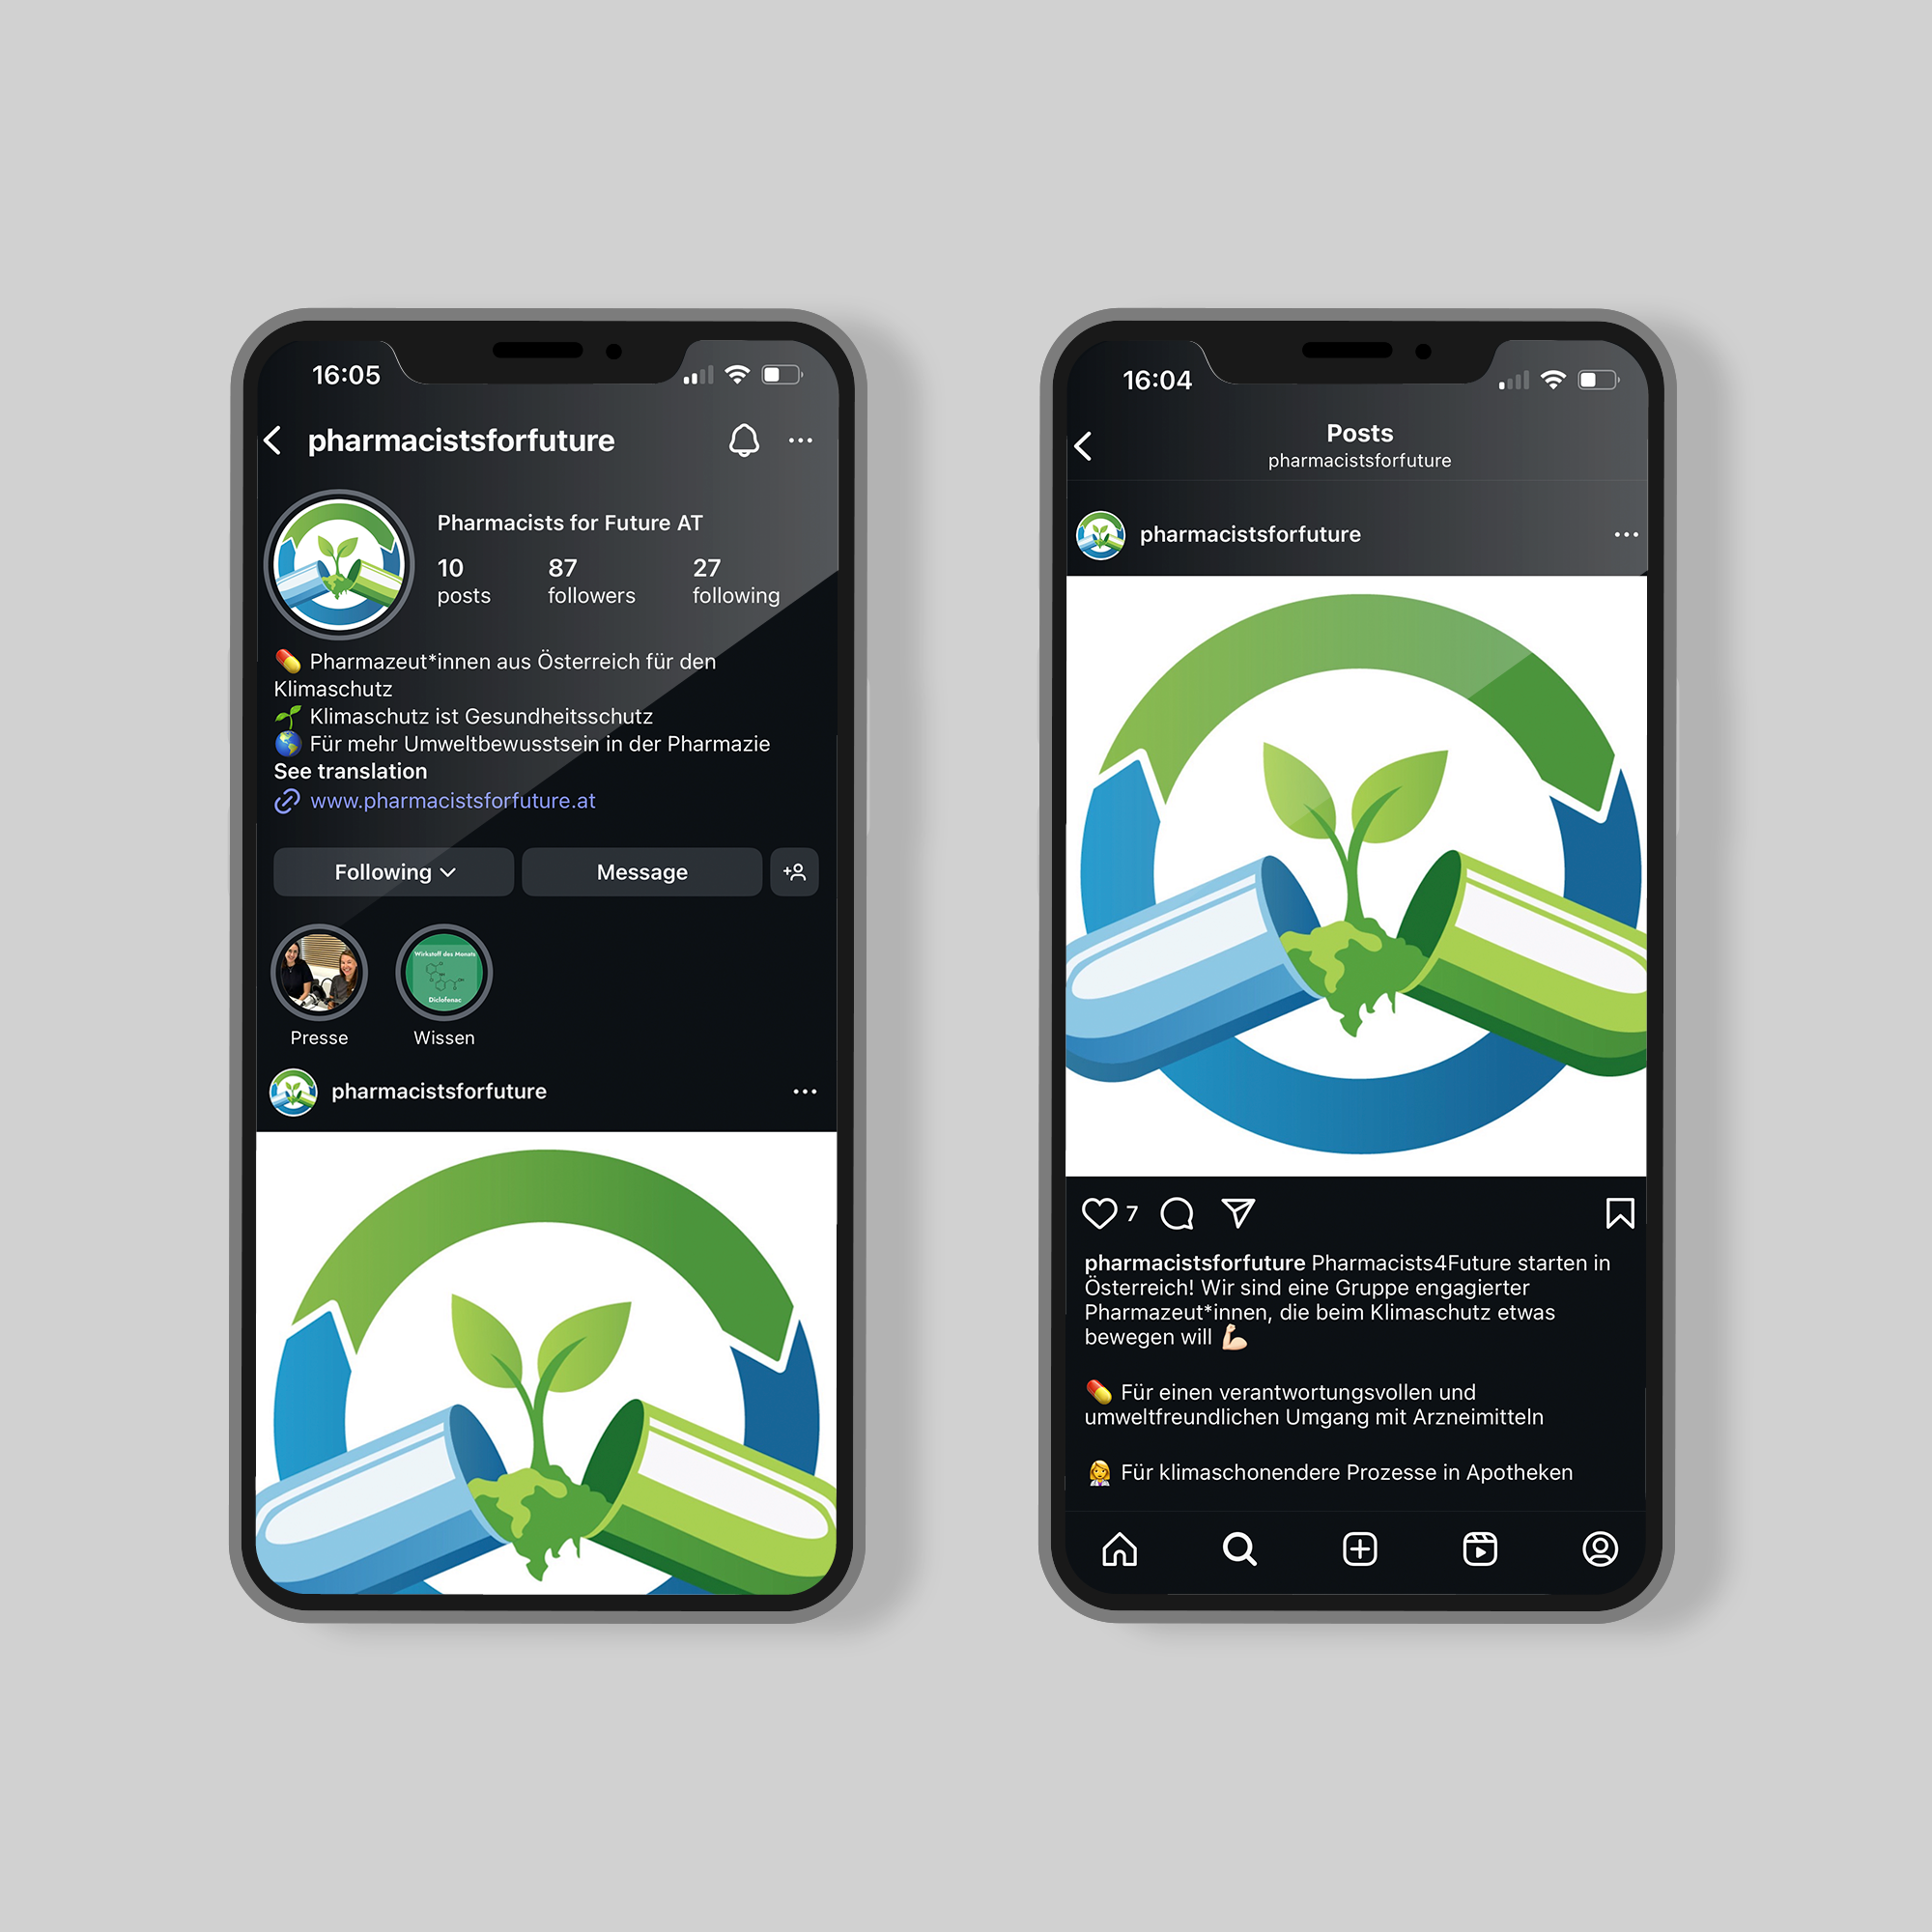 16:05
pharmacistsforfuture
Pharmacists for Future AT
10 87 27
posts followers following
Pharmazeut*innen aus Österreich für den
Klimaschutz
Klimaschutz ist Gesundheitsschutz
Für mehr Umweltbewusstsein in der Pharmazie
See translation
www.pharmacistsforfuture.at
Following Message
Wirkstoff des Monats
Diclofenac
Presse Wissen
pharmacistsforfuture
16:04
Posts
pharmacistsforfuture
pharmacistsforfuture
7
pharmacistsforfuture Pharmacists4Future starten in
Österreich! Wir sind eine Gruppe engagierter
Pharmazeut*innen, die beim Klimaschutz etwas
bewegen will 💪🏻
💊 Für einen verantwortungsvollen und
umweltfreundlichen Umgang mit Arzneimitteln
👩‍⚕️ Für klimaschonendere Prozesse in Apotheken